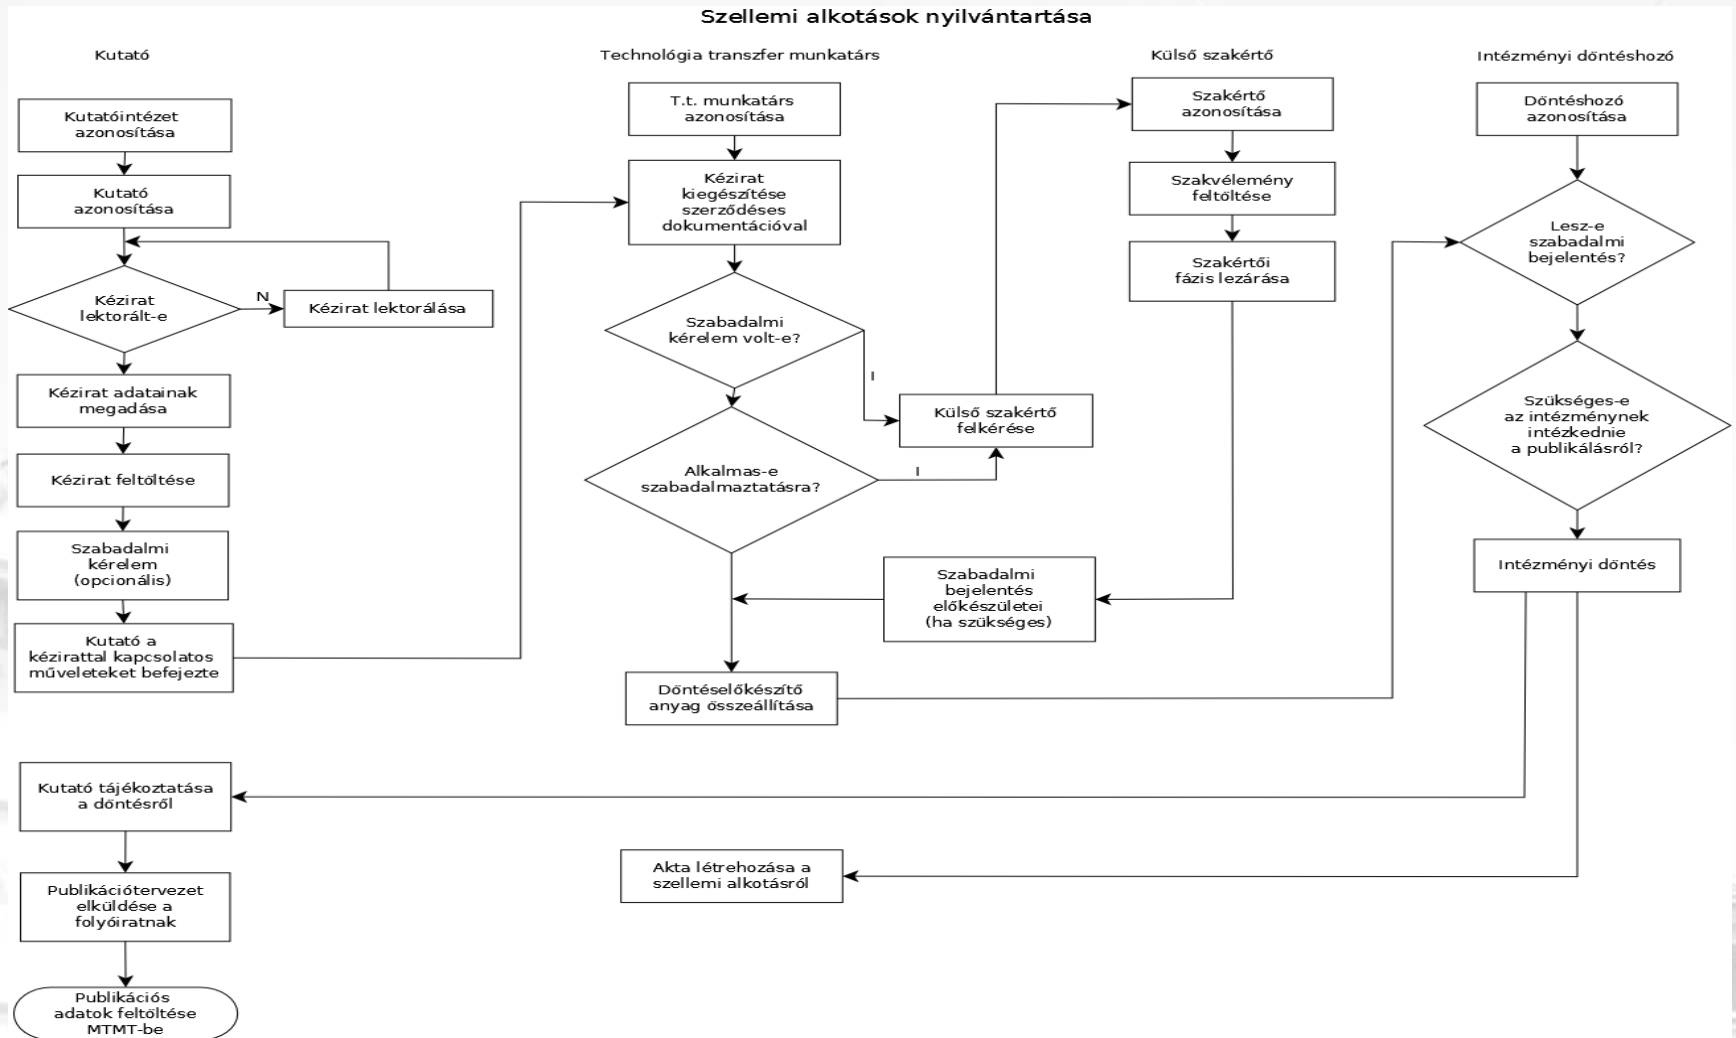 Szellemi alkotások nyilvántartása
Kutató
Kutatóintézet
azonosítása
Kutató
azonosítása
Kézirat
lektorált-e
N
Kézirat lektorálása
Kézirat adatainak
megadása
Kézirat feltöltése
Szabadalmi
kérelem
(opcionális)
Kutató a
kézirattal kapcsolatos
műveleteket befejezte
Kutató tájékoztatása
a döntésről
Publikációtervezet
elküldése a
folyóiratnak
Publikációs
adatok feltöltése
MTMT-be
Technológia transzfer munkatárs
T.t. munkatárs
azonosítása
Kézirat
kiegészítése
szerződéses
dokumentációval
Szabadalmi
kérelem volt-e?
I
Külső szakértő
felkérése
Alkalmas-e
szabadalmaztatásra?
I
Szabadalmi
bejelentés
előkészületei
(ha szükséges)
Döntéselőkészítő
anyag összeállítása
Akta létrehozása a
szellemi alkotásról
Külső szakértő
Szakértő
azonosítása
Szakvélemény
feltöltése
Szakértői
fázis lezárása
Intézményi döntéshozó
Döntéshozó
azonosítása
Lesz-e
szabadalmi
bejelentés?
Szükséges-e
az intézménynek
intézkednie
a publikálásról?
Intézményi döntés